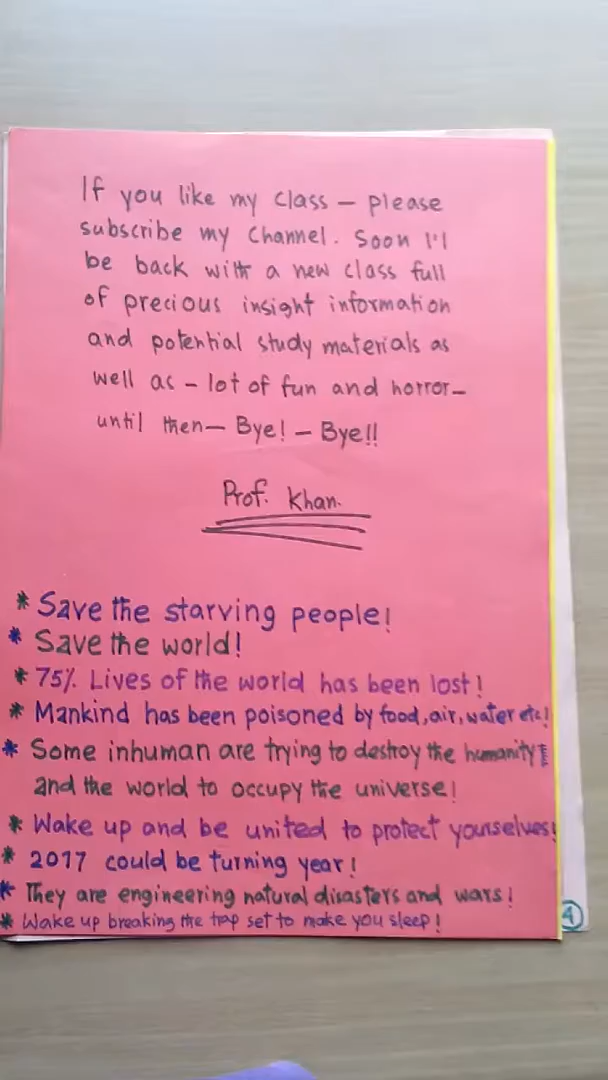 If you like my class – please
subscribe my Channel. Soon I'll
be back with a new class full
of precious insight information
and potential study materials as
well as – lot of fun and horror–
until then– Bye! – Bye!!
Prof. Khan.
* Save the starving people!
* Save the world!
* 75% Lives of the world has been lost!
* Mankind has been poisoned by food, air, water etc!
* Some inhuman are trying to destroy the humanity
and the world to occupy the universe!
* Wake up and be united to protect yourselves!
* 2017 could be turning year!
* They are engineering natural disasters and wars!
* Wake up breaking the trap set to make you sleep!
4